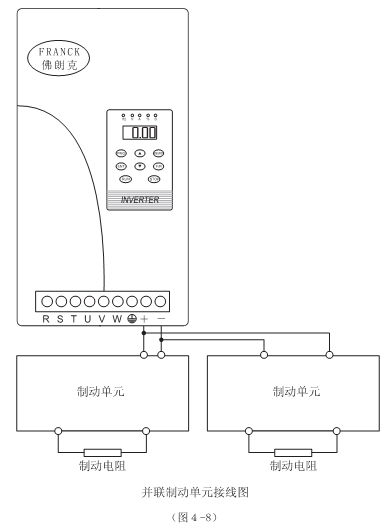 FRANCK
佛朗克
0.00
INVERTER
R S T U V W + −
制动单元 制动单元
制动电阻 制动电阻
并联制动单元接线图
（图4-8）